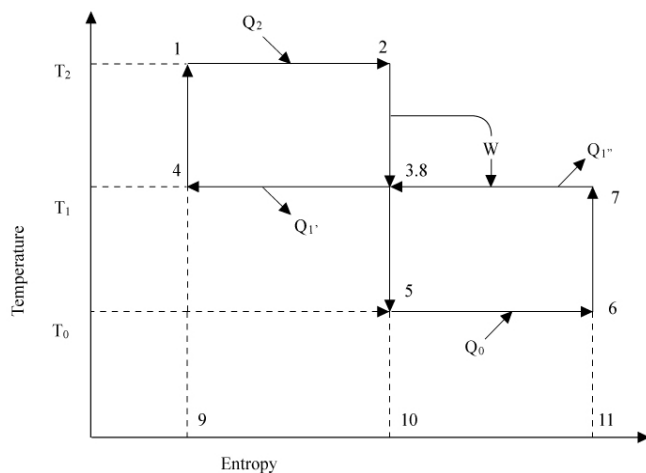 Q₂
1 2
T₂
W Q₁"
4 3.8
T₁ 7
Q₁'
Temperature
5
6
T₀
Q₀
9 10 11
Entropy